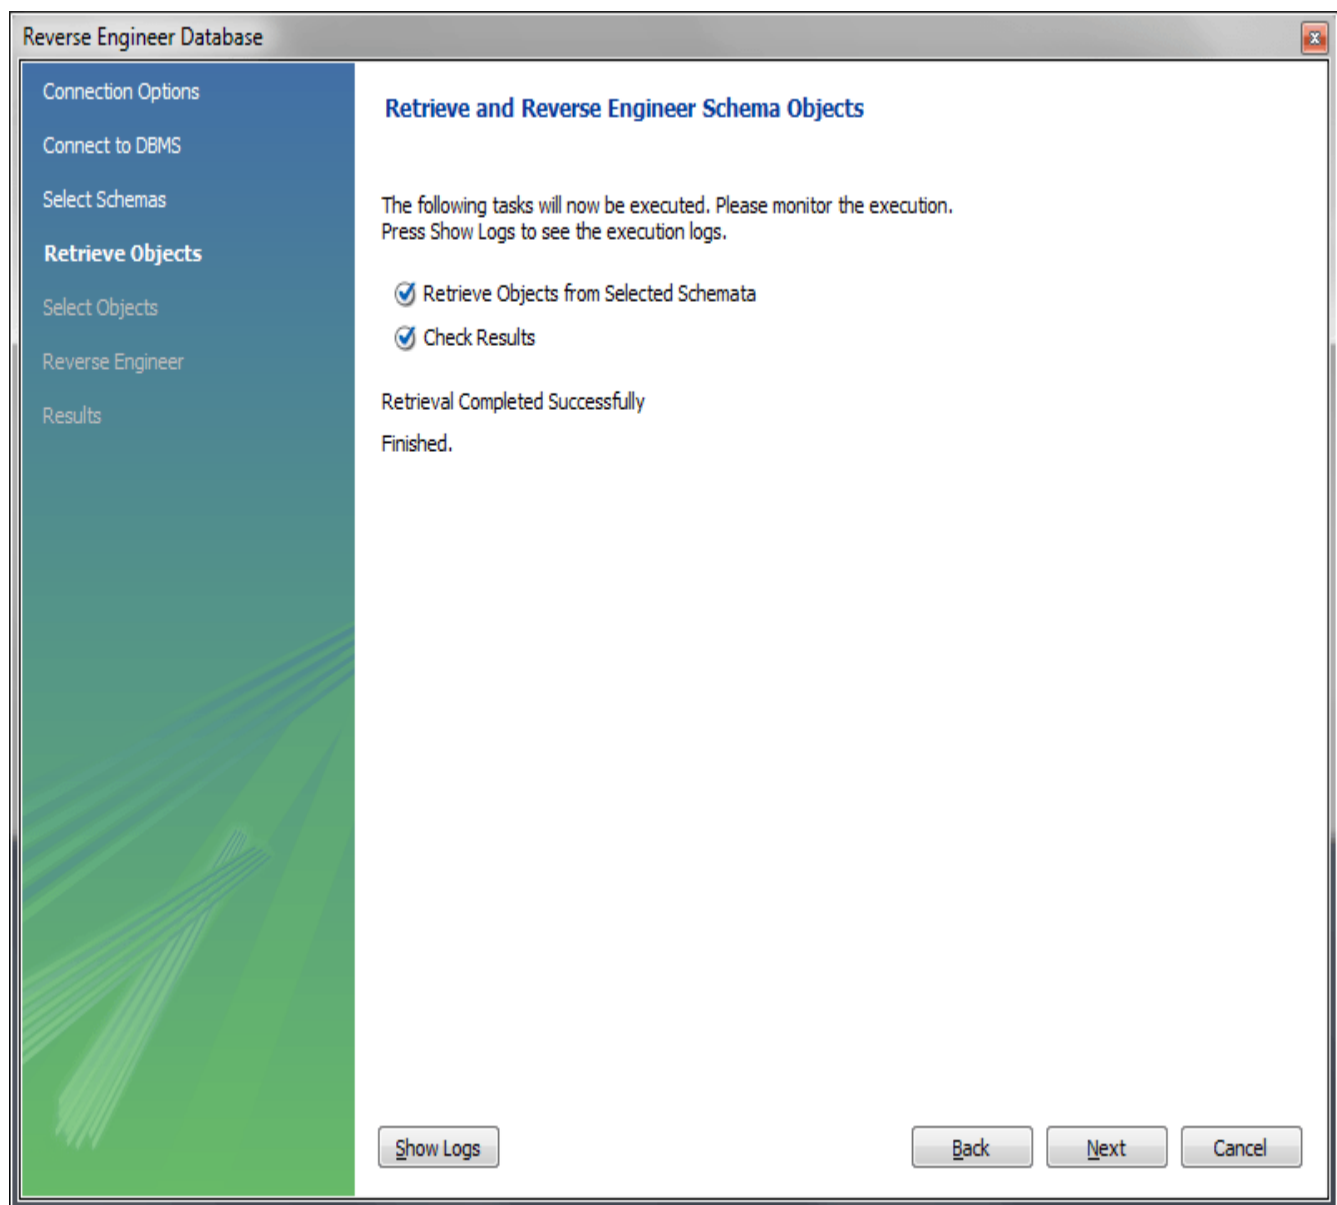 Reverse Engineer Database
Connection Options
Connect to DBMS
Select Schemas
Retrieve Objects
Select Objects
Reverse Engineer
Results
Retrieve and Reverse Engineer Schema Objects
The following tasks will now be executed. Please monitor the execution.
Press Show Logs to see the execution logs.
Retrieve Objects from Selected Schemata
Check Results
Retrieval Completed Successfully
Finished.
Show Logs
Back
Next
Cancel